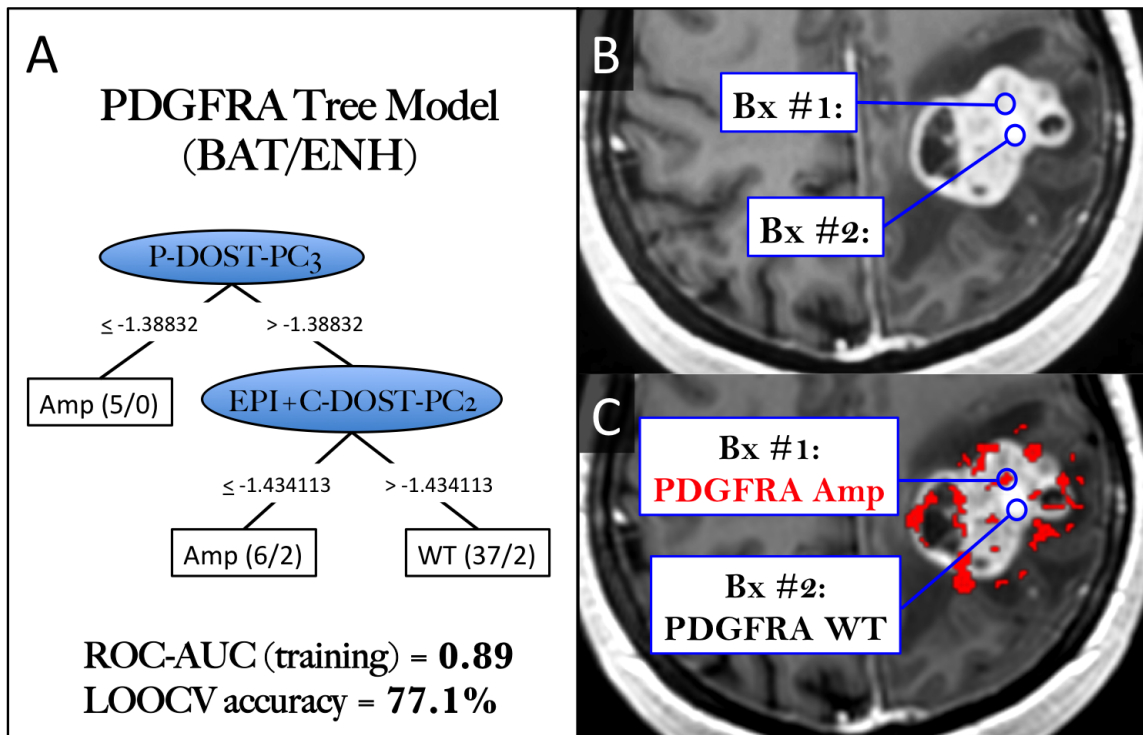 A
PDGFRA Tree Model
(BAT/ENH)
P-DOST-PC3
≤ -1.38832
> -1.38832
Amp (5/0)
EPI+C-DOST-PC2
≤ -1.434113
> -1.434113
Amp (6/2)
WT (37/2)
ROC-AUC (training) = 0.89
LOOCV accuracy = 77.1%
B
Bx #1:
Bx #2:
C
Bx #1:
PDGFRA Amp
Bx #2:
PDGFRA WT